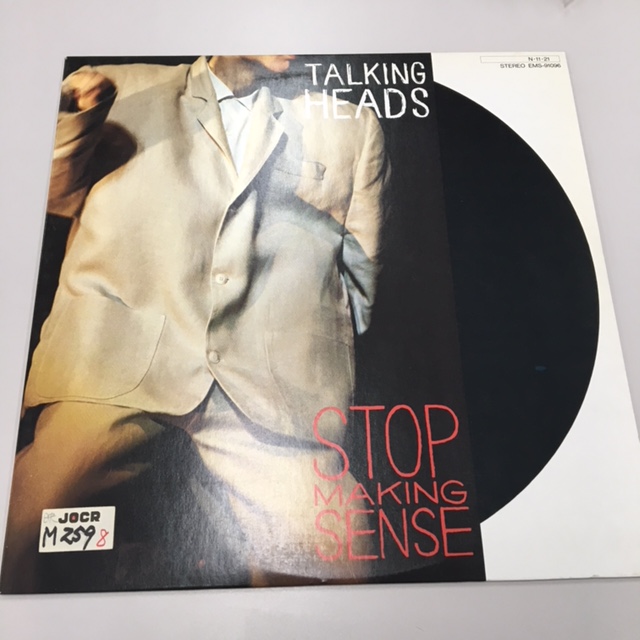 TALKING
HEADS
N·11·21
STEREO EMS-91096
STOP
MAKING
SENSE
JOCR
M259 8